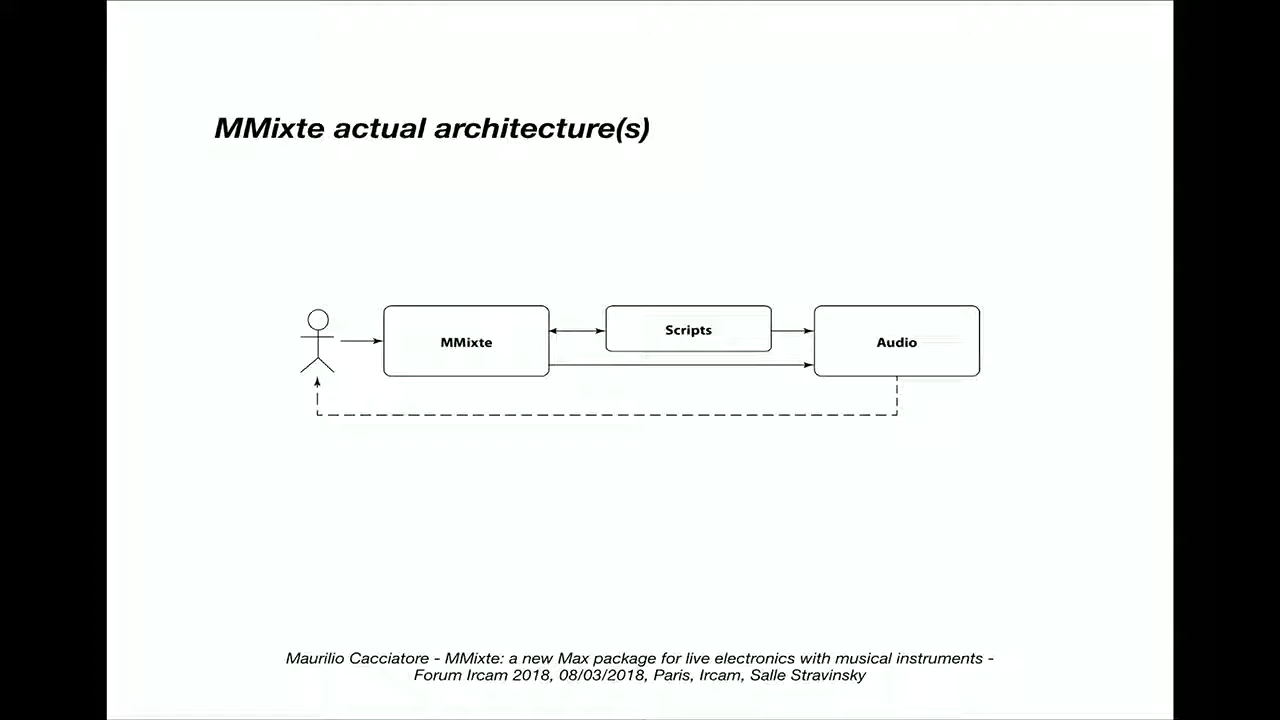 MMixte actual architecture(s)
MMixte
Scripts
Audio
Maurilio Cacciatore - MMixte: a new Max package for live electronics with musical instruments -
Forum Ircam 2018, 08/03/2018, Paris, Ircam, Salle Stravinsky